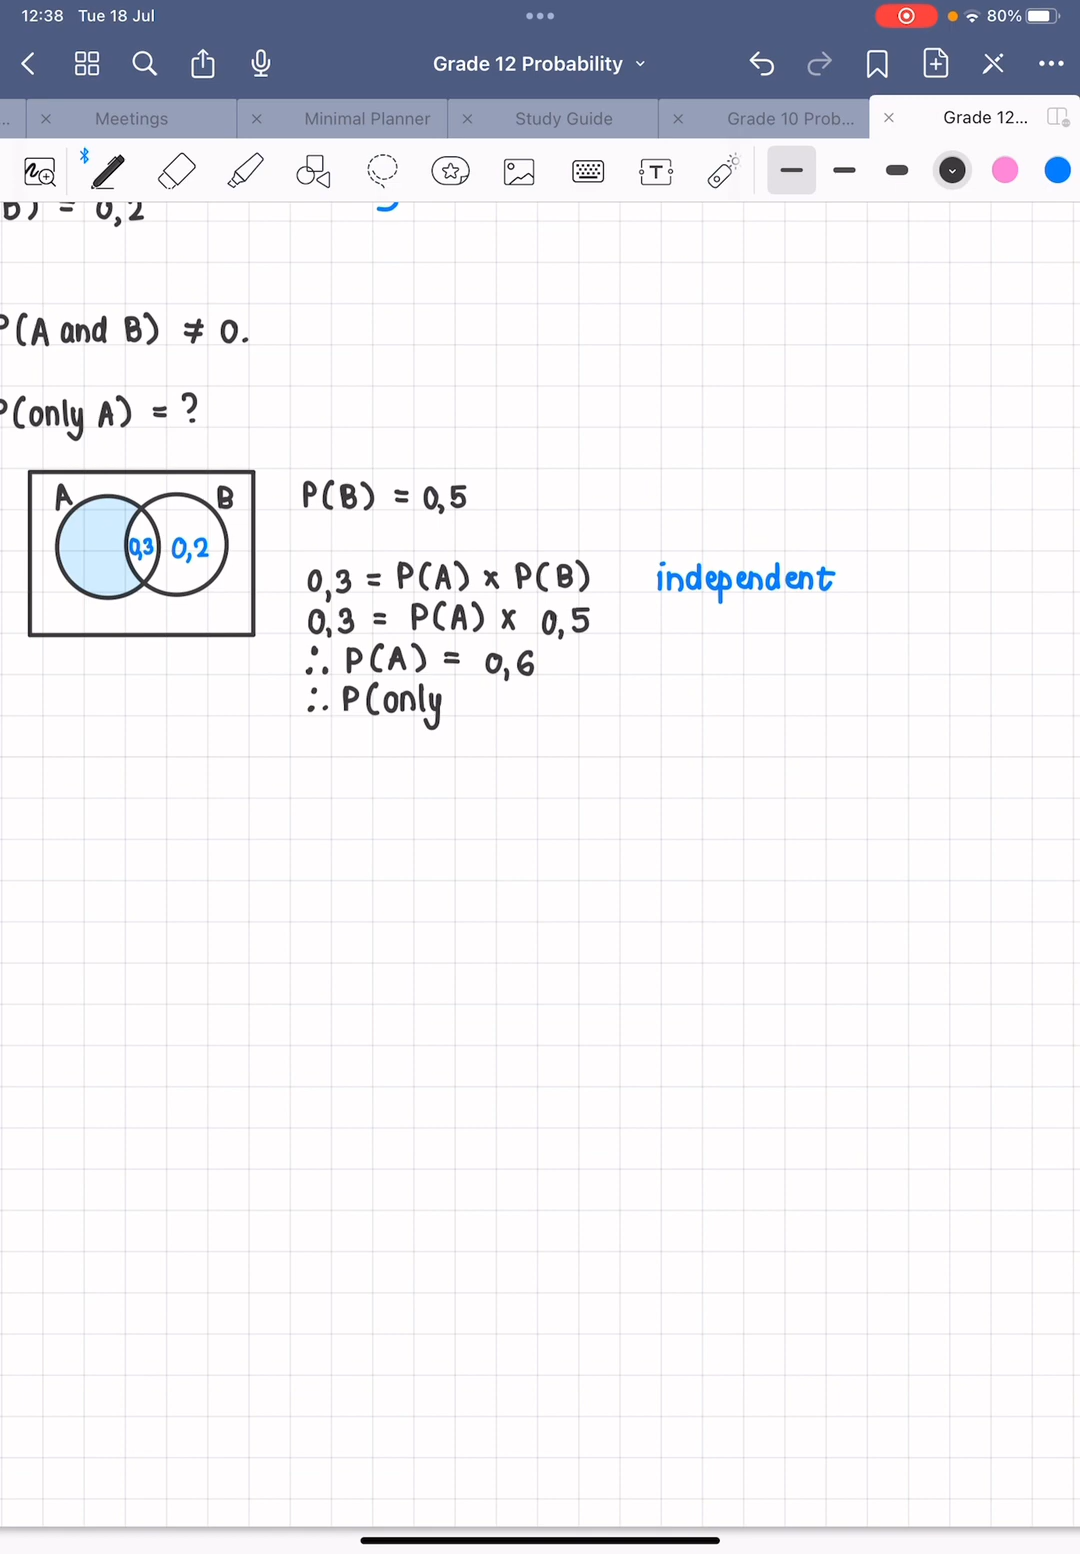 12:38 Tue 18 Jul
80%
Grade 12 Probability
Meetings
Minimal Planner
Study Guide
Grade 10 Prob...
Grade 12...
T
B) = 0,2
P(A and B) ≠ 0.
P(only A) = ?
A
B
0,3
0,2
P(B) = 0,5
0,3 = P(A) × P(B) independent
0,3 = P(A) × 0,5
∴ P(A) = 0,6
∴ P(only